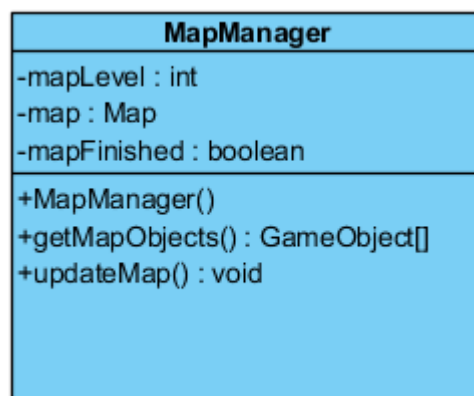 MapManager
-mapLevel : int
-map : Map
-mapFinished : boolean
+MapManager()
+getMapObjects() : GameObject[]
+updateMap() : void